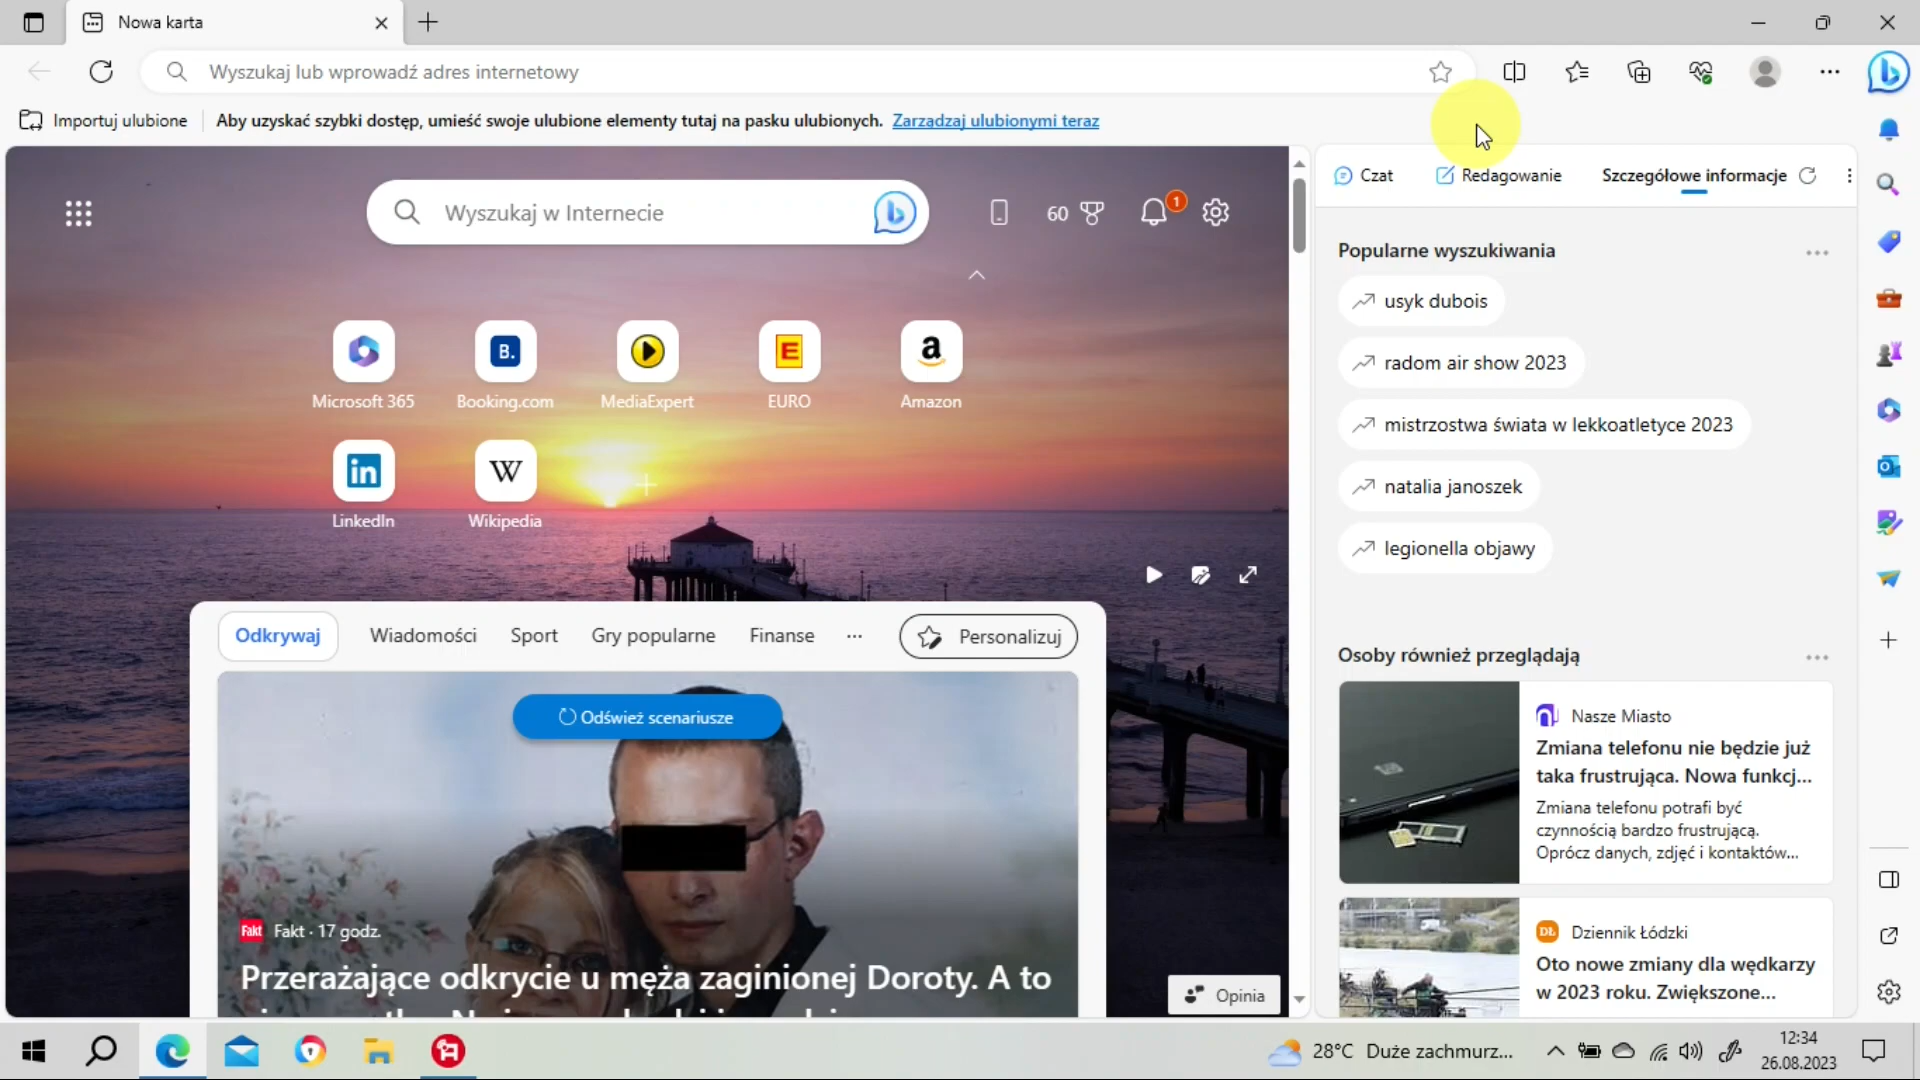 Nowa karta
Wyszukaj lub wprowadź adres internetowy
Importuj ulubione
Aby uzyskać szybki dostęp, umieść swoje ulubione elementy tutaj na pasku ulubionych. Zarządzaj ulubionymi teraz
Wyszukaj w Internecie
60
1
Microsoft 365
B.
Booking.com
MediaExpert
E
EURO
a
Amazon
in
LinkedIn
W
Wikipedia
Odkrywaj
Wiadomości
Sport
Gry popularne
Finanse
Personalizuj
Odśwież scenariusze
Fakt
Fakt · 17 godz.
Przerażające odkrycie u męża zaginionej Doroty. A to
Opinia
Czat
Redagowanie
Szczegółowe informacje
Popularne wyszukiwania
usyk dubois
radom air show 2023
mistrzostwa świata w lekkoatletyce 2023
natalia janoszek
legionella objawy
Osoby również przeglądają
Nasze Miasto
Zmiana telefonu nie będzie już
taka frustrująca. Nowa funkcj...
Zmiana telefonu potrafi być
czynnością bardzo frustrującą.
Oprócz danych, zdjęć i kontaktów...
DŁ
Dziennik Łódzki
Oto nowe zmiany dla wędkarzy
w 2023 roku. Zwiększone...
28°C Duże zachmurz...
12:34
26.08.2023